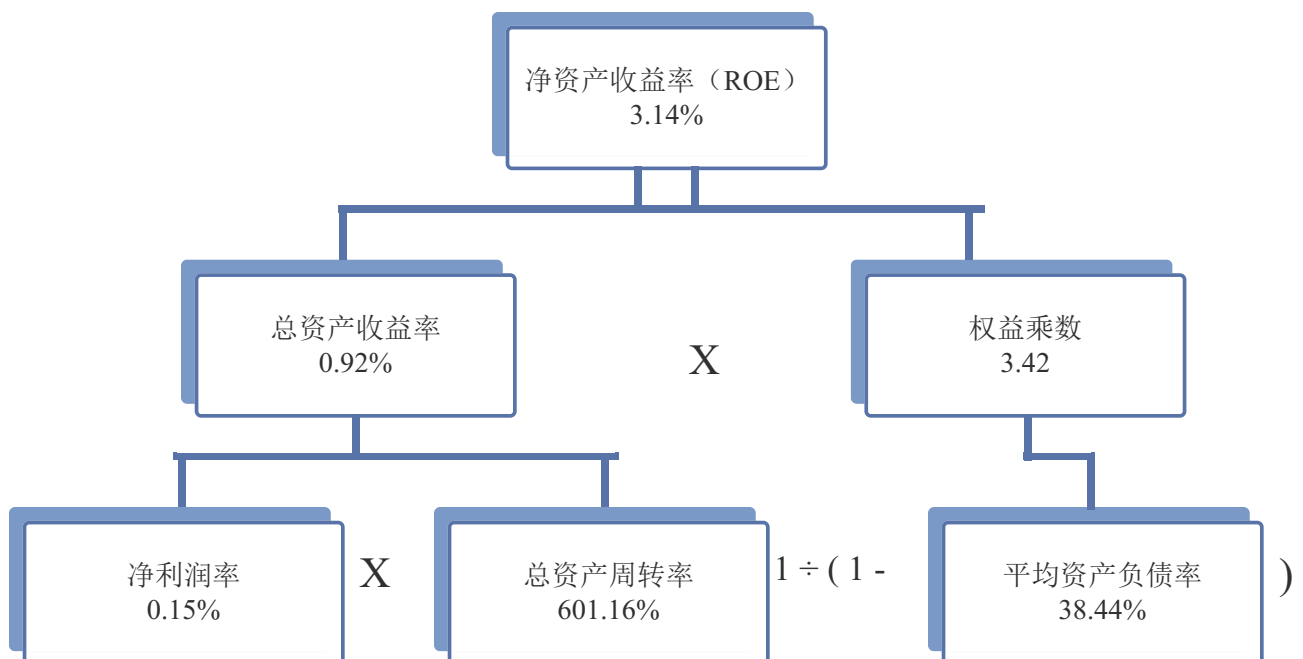 净资产收益率（ROE）
3.14%
总资产收益率
0.92%
X
权益乘数
3.42
净利润率
0.15%
X
总资产周转率
601.16%
1 ÷ ( 1 -
平均资产负债率
38.44%
)